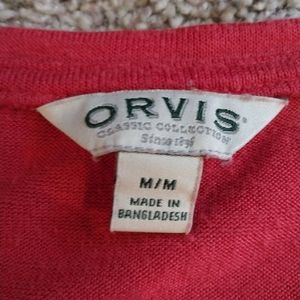 ORVIS®
CLASSIC COLLECTION
Since 1856
M/M
MADE IN
BANGLADESH